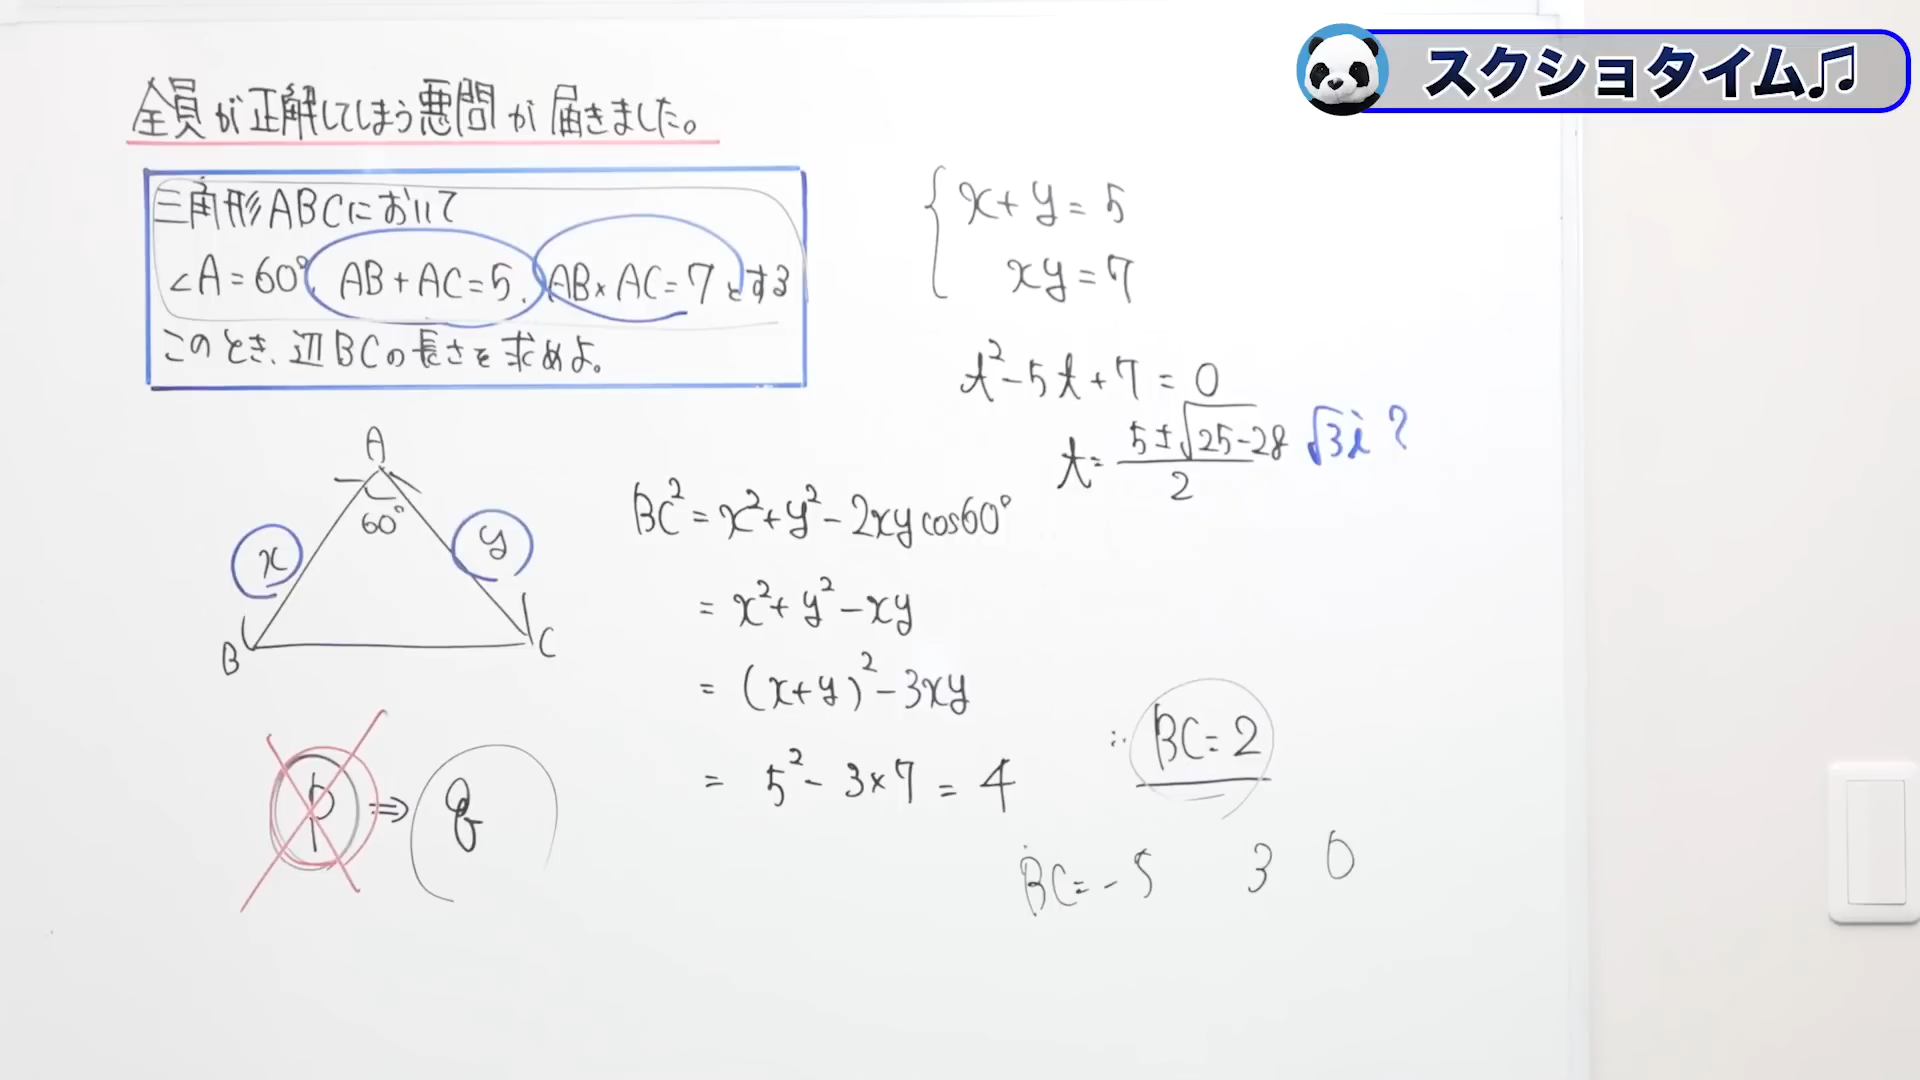 スクショタイム♫
全員が正解してしまう悪問が届きました。
三角形ABCにおいて
∠A=60°, AB+AC=5, AB×AC=7とする
このとき、辺BCの長さを求めよ。
x+y=5
xy=7
t²-5t+7=0
t=(5±√25-28)/2 √3i?
A
60°
x
y
B
C
BC²=x²+y²-2xycos60°
=x²+y²-xy
=(x+y)²-3xy
=5²-3×7=4
∴BC=2
p⇒q
BC=-5 3 0